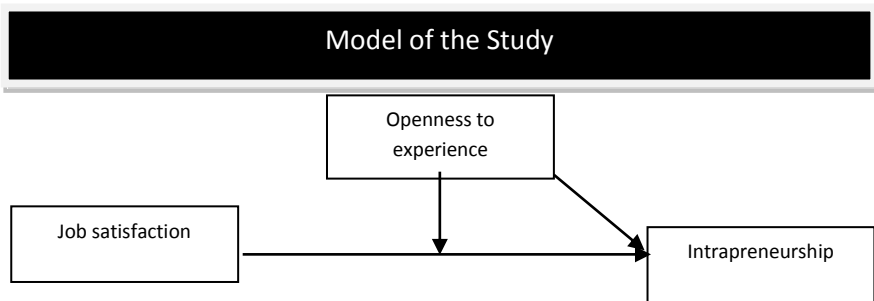 Model of the Study
Openness to
experience
Job satisfaction
Intrapreneurship